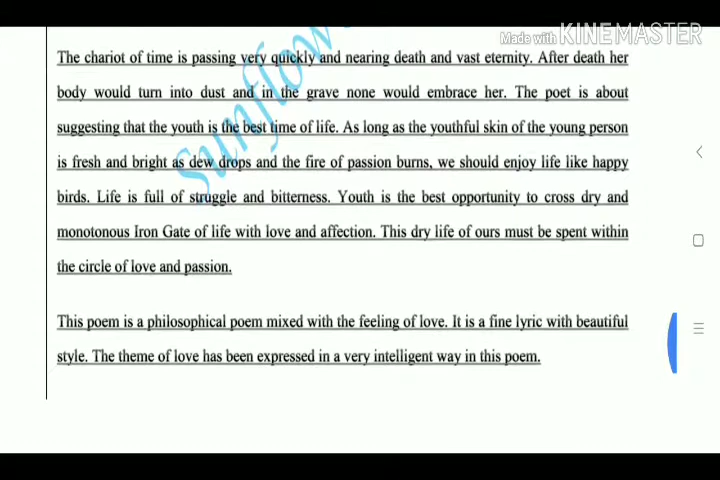 Made with KINEMASTER
The chariot of time is passing very quickly and nearing death and vast eternity. After death her
body would turn into dust and in the grave none would embrace her. The poet is about
suggesting that the youth is the best time of life. As long as the youthful skin of the young person
is fresh and bright as dew drops and the fire of passion burns, we should enjoy life like happy
birds. Life is full of struggle and bitterness. Youth is the best opportunity to cross dry and
monotonous Iron Gate of life with love and affection. This dry life of ours must be spent within
the circle of love and passion.
This poem is a philosophical poem mixed with the feeling of love. It is a fine lyric with beautiful
style. The theme of love has been expressed in a very intelligent way in this poem.